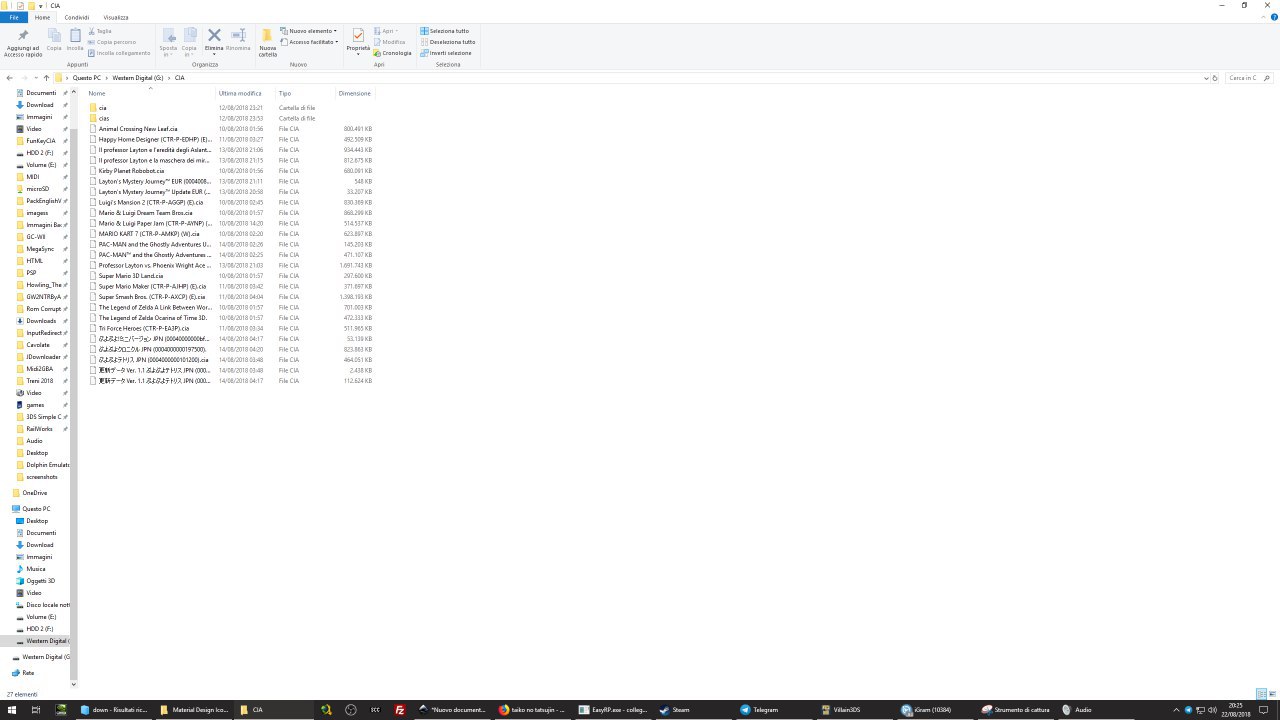 CIA
File Home Condividi Visualizza
Aggiungi ad Accesso rapido
Copia
Incolla
Taglia
Copia percorso
Incolla collegamento
Appunti
Sposta in
Copia in
Elimina
Rinomina
Organizza
Nuova cartella
Nuovo elemento
Accesso facilitato
Nuovo
Proprietà
Apri
Modifica
Cronologia
Apri
Seleziona tutto
Deseleziona tutto
Inverti selezione
Seleziona
Questo PC > Western Digital (G:) > CIA
Cerca in C
Documenti
Download
Immagini
Video
FunKeyCIA
HDD 2 (F:)
Volume (E:)
MIDI
microSD
PackEnglishV
imagess
Immagini Bac
GC-WII
MegaSync
HTML
PSP
Howling_The
GW2NTRByA
Rom Corrupt
Downloads
InputRedirect
Cavolate
JDownloader
Midi2GBA
Treni 2018
Video
games
3DS Simple C
RailWorks
Audio
Desktop
Dolphin Emulato
screenshots
OneDrive
Questo PC
Desktop
Documenti
Download
Immagini
Musica
Oggetti 3D
Video
Disco locale nott
Volume (E:)
HDD 2 (F:)
Western Digital (
Western Digital (G
Rete
Nome Ultima modifica Tipo Dimensione
cia 12/08/2018 23:21 Cartella di file
cias 12/08/2018 23:53 Cartella di file
Animal Crossing New Leaf.cia 10/08/2018 01:56 File CIA 800.491 KB
Happy Home Designer (CTR-P-EDHP) (E)... 11/08/2018 03:27 File CIA 492.509 KB
Il professor Layton e l'eredità degli Aslant... 13/08/2018 21:06 File CIA 934.443 KB
Il professor Layton e la maschera dei mir... 13/08/2018 21:15 File CIA 812.675 KB
Kirby Planet Robobot.cia 10/08/2018 01:56 File CIA 680.091 KB
Layton's Mystery Journey™ EUR (0004008... 13/08/2018 21:11 File CIA 548 KB
Layton's Mystery Journey™ Update EUR (... 13/08/2018 20:58 File CIA 33.207 KB
Luigi's Mansion 2 (CTR-P-AGGP) (E).cia 10/08/2018 02:45 File CIA 830.369 KB
Mario & Luigi Dream Team Bros.cia 10/08/2018 01:57 File CIA 868.299 KB
Mario & Luigi Paper Jam (CTR-P-AYNP) (... 10/08/2018 14:20 File CIA 514.537 KB
MARIO KART 7 (CTR-P-AMKP) (W).cia 10/08/2018 02:20 File CIA 623.897 KB
PAC-MAN and the Ghostly Adventures U... 14/08/2018 02:26 File CIA 145.203 KB
PAC-MAN™ and the Ghostly Adventures ... 14/08/2018 02:25 File CIA 471.107 KB
Professor Layton vs. Phoenix Wright Ace ... 13/08/2018 21:03 File CIA 1.691.743 KB
Super Mario 3D Land.cia 10/08/2018 01:57 File CIA 297.600 KB
Super Mario Maker (CTR-P-AJHP) (E).cia 11/08/2018 03:42 File CIA 371.697 KB
Super Smash Bros. (CTR-P-AXCP) (E).cia 11/08/2018 04:04 File CIA 1.398.193 KB
The Legend of Zelda A Link Between Wor... 10/08/2018 01:57 File CIA 701.003 KB
The Legend of Zelda Ocarina of Time 3D. 10/08/2018 01:57 File CIA 472.333 KB
Tri Force Heroes (CTR-P-EA3P).cia 11/08/2018 03:34 File CIA 511.965 KB
ぷよぷよ!ミニバージョン JPN (00040000000bf... 14/08/2018 04:17 File CIA 53.139 KB
ぷよぷよクロニクル JPN (0004000000197500). 14/08/2018 04:20 File CIA 823.863 KB
ぷよぷよテトリス JPN (0004000000101200).cia 14/08/2018 03:48 File CIA 464.051 KB
更新データ Ver. 1.1 ぷよぷよテトリス JPN (000... 14/08/2018 03:48 File CIA 2.438 KB
更新データ Ver. 1.1 ぷよぷよテトリス JPN (000... 14/08/2018 04:17 File CIA 112.624 KB
27 elementi
down - Risultati ric...
Material Design Ico...
CIA
SCC
*Nuovo document...
taiko no tatsujin - ...
EasyRP.exe - colleg...
Steam
Telegram
Villain3DS
iGram (10384)
Strumento di cattura
Audio
20:25
22/08/2018